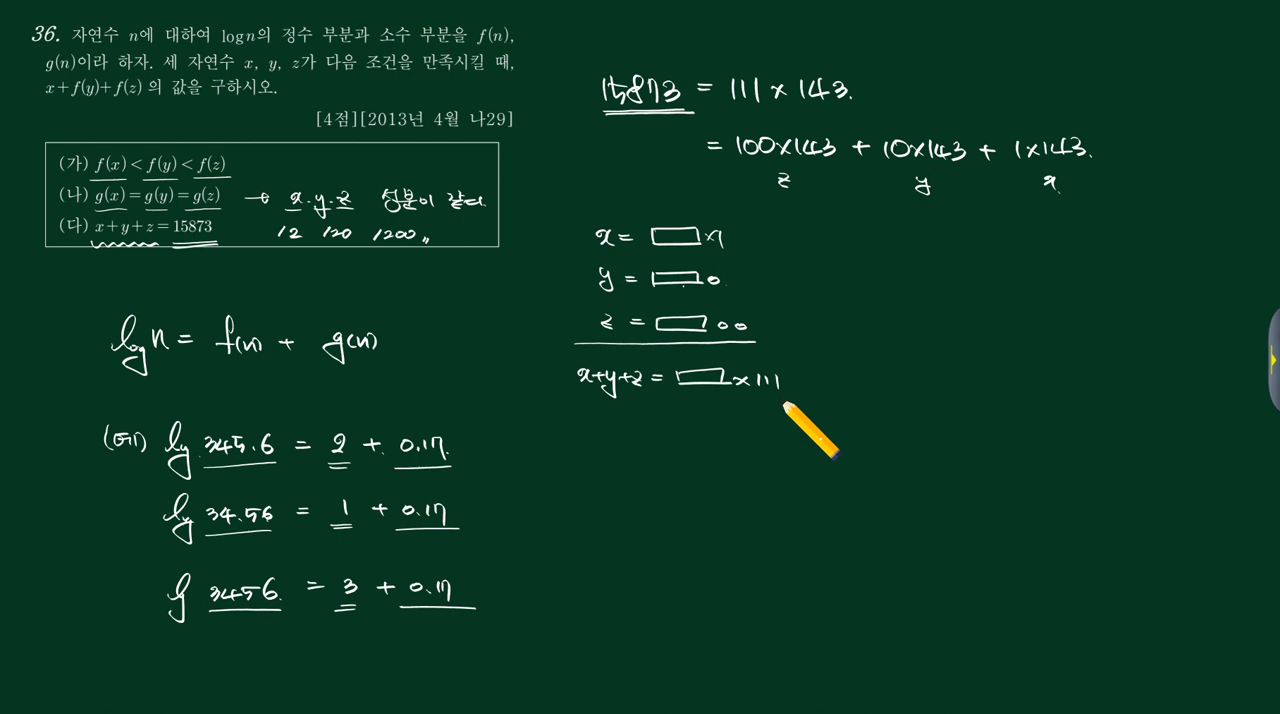 36. 자연수 n에 대하여 log n의 정수 부분과 소수 부분을 f(n),
g(n)이라 하자. 세 자연수 x, y, z가 다음 조건을 만족시킬 때,
x+f(y)+f(z) 의 값을 구하시오.
[4점][2013년 4월 나29]
(가) f(x) < f(y) < f(z)
(나) g(x) = g(y) = g(z) → x. y. z 성분이 같다
(다) x+y+z = 15873
12 120 1200 〃
log n = f(n) + g(n)
(예) log 345.6 = 2 + 0.17
log 34.56 = 1 + 0.17
log 3456 = 3 + 0.17
15873 = 111 × 143.
= 100×143 + 10×143 + 1×143.
z y x
x = ×1
y = 0
z = 00
x+y+z = × 111